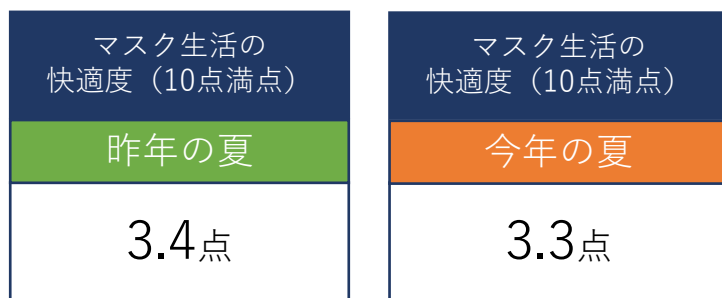 マスク生活の
快適度（10点満点）
昨年の夏
3.4点
マスク生活の
快適度（10点満点）
今年の夏
3.3点